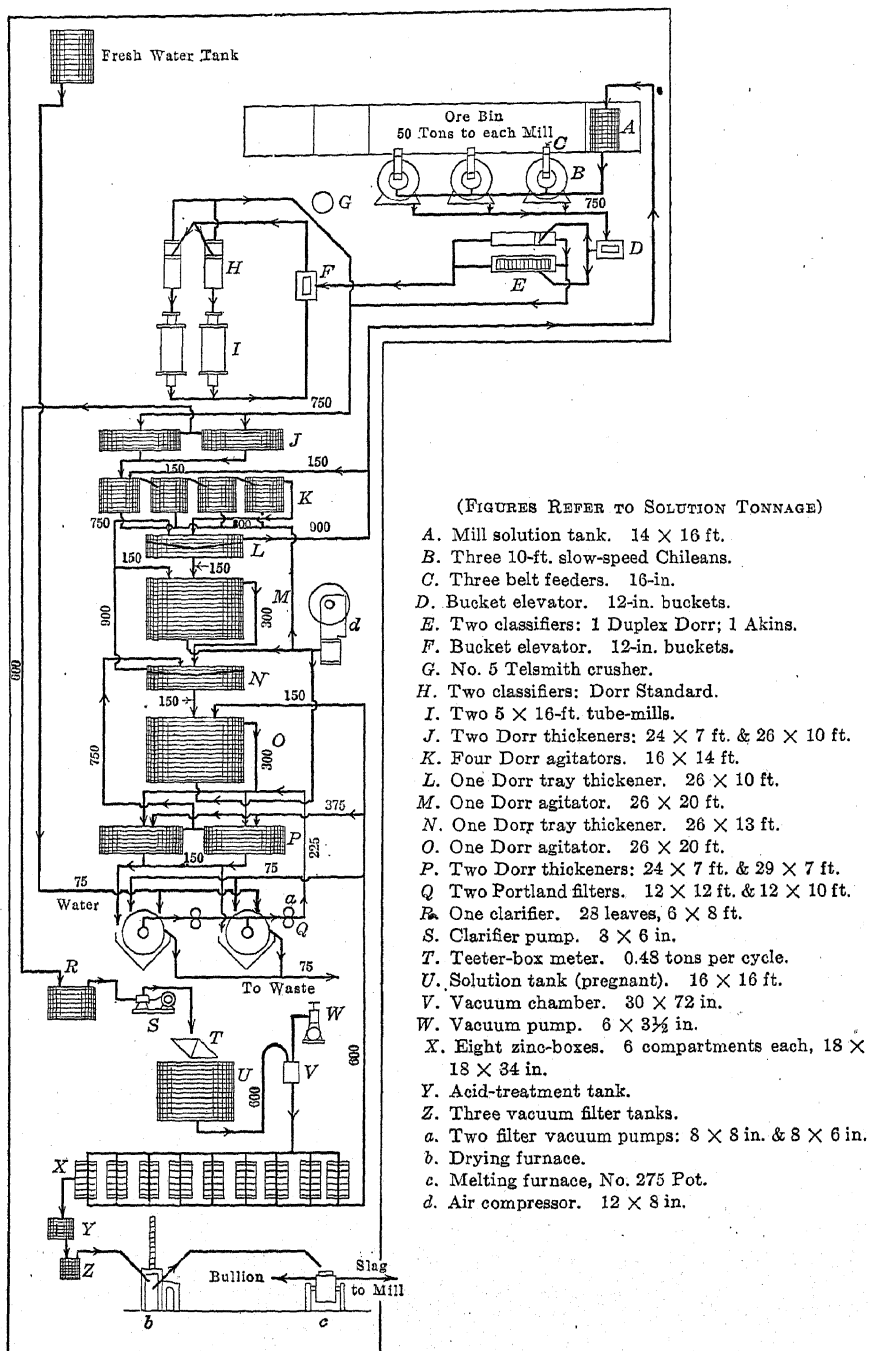 Fresh Water Tank
Ore Bin
50 Tons to each Mill
A
C
B
750
G
D
H
F
E
I
750
J
150
150
K
750
900
L
150
150
M
300
d
900
600
N
150
150
O
300
750
375
P
225
150
75
75
a
Water
Q
75
To Waste
R
S
W
T
600
U
V
600
X
Y
Z
Bullion
Slag
to Mill
b
c
(FIGURES REFER TO SOLUTION TONNAGE)
A. Mill solution tank. 14 × 16 ft.
B. Three 10-ft. slow-speed Chileans.
C. Three belt feeders. 16-in.
D. Bucket elevator. 12-in. buckets.
E. Two classifiers: 1 Duplex Dorr; 1 Akins.
F. Bucket elevator. 12-in. buckets.
G. No. 5 Telsmith crusher.
H. Two classifiers: Dorr Standard.
I. Two 5 × 16-ft. tube-mills.
J. Two Dorr thickeners: 24 × 7 ft. & 26 × 10 ft.
K. Four Dorr agitators. 16 × 14 ft.
L. One Dorr tray thickener. 26 × 10 ft.
M. One Dorr agitator. 26 × 20 ft.
N. One Dorr tray thickener. 26 × 13 ft.
O. One Dorr agitator. 26 × 20 ft.
P. Two Dorr thickeners: 24 × 7 ft. & 29 × 7 ft.
Q Two Portland filters. 12 × 12 ft. & 12 × 10 ft.
R. One clarifier. 28 leaves, 6 × 8 ft.
S. Clarifier pump. 8 × 6 in.
T. Teeter-box meter. 0.48 tons per cycle.
U. Solution tank (pregnant). 16 × 16 ft.
V. Vacuum chamber. 30 × 72 in.
W. Vacuum pump. 6 × 3½ in.
X. Eight zinc-boxes. 6 compartments each, 18 ×
18 × 34 in.
Y. Acid-treatment tank.
Z. Three vacuum filter tanks.
a. Two filter vacuum pumps: 8 × 8 in. & 8 × 6 in.
b. Drying furnace.
c. Melting furnace, No. 275 Pot.
d. Air compressor. 12 × 8 in.